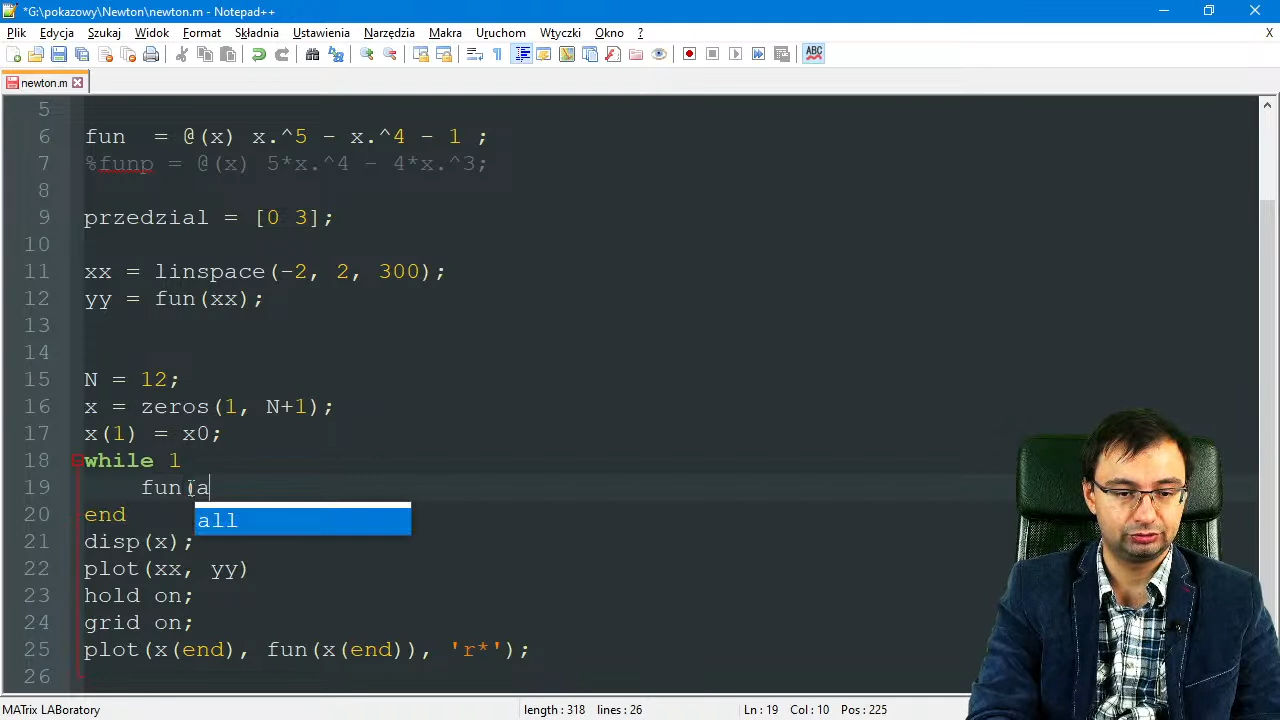 *G:\pokazowy\Newton\newton.m - Notepad++
Plik Edycja Szukaj Widok Format Składnia Ustawienia Narzędzia Makra Uruchom Wtyczki Okno ? X
ABC
newton.m
5
6 fun  = @(x) x.^5 - x.^4 - 1 ;
7 %funp = @(x) 5*x.^4 - 4*x.^3;
8
9 przedzial = [0 3];
10
11 xx = linspace(-2, 2, 300);
12 yy = fun(xx);
13
14
15 N = 12;
16 x = zeros(1, N+1);
17 x(1) = x0;
18 while 1
19     fun(a
all
20 end
21 disp(x);
22 plot(xx, yy)
23 hold on;
24 grid on;
25 plot(x(end), fun(x(end)), 'r*');
26
MATrix LABoratory length : 318 lines : 26 Ln : 19 Col : 10 Pos : 225